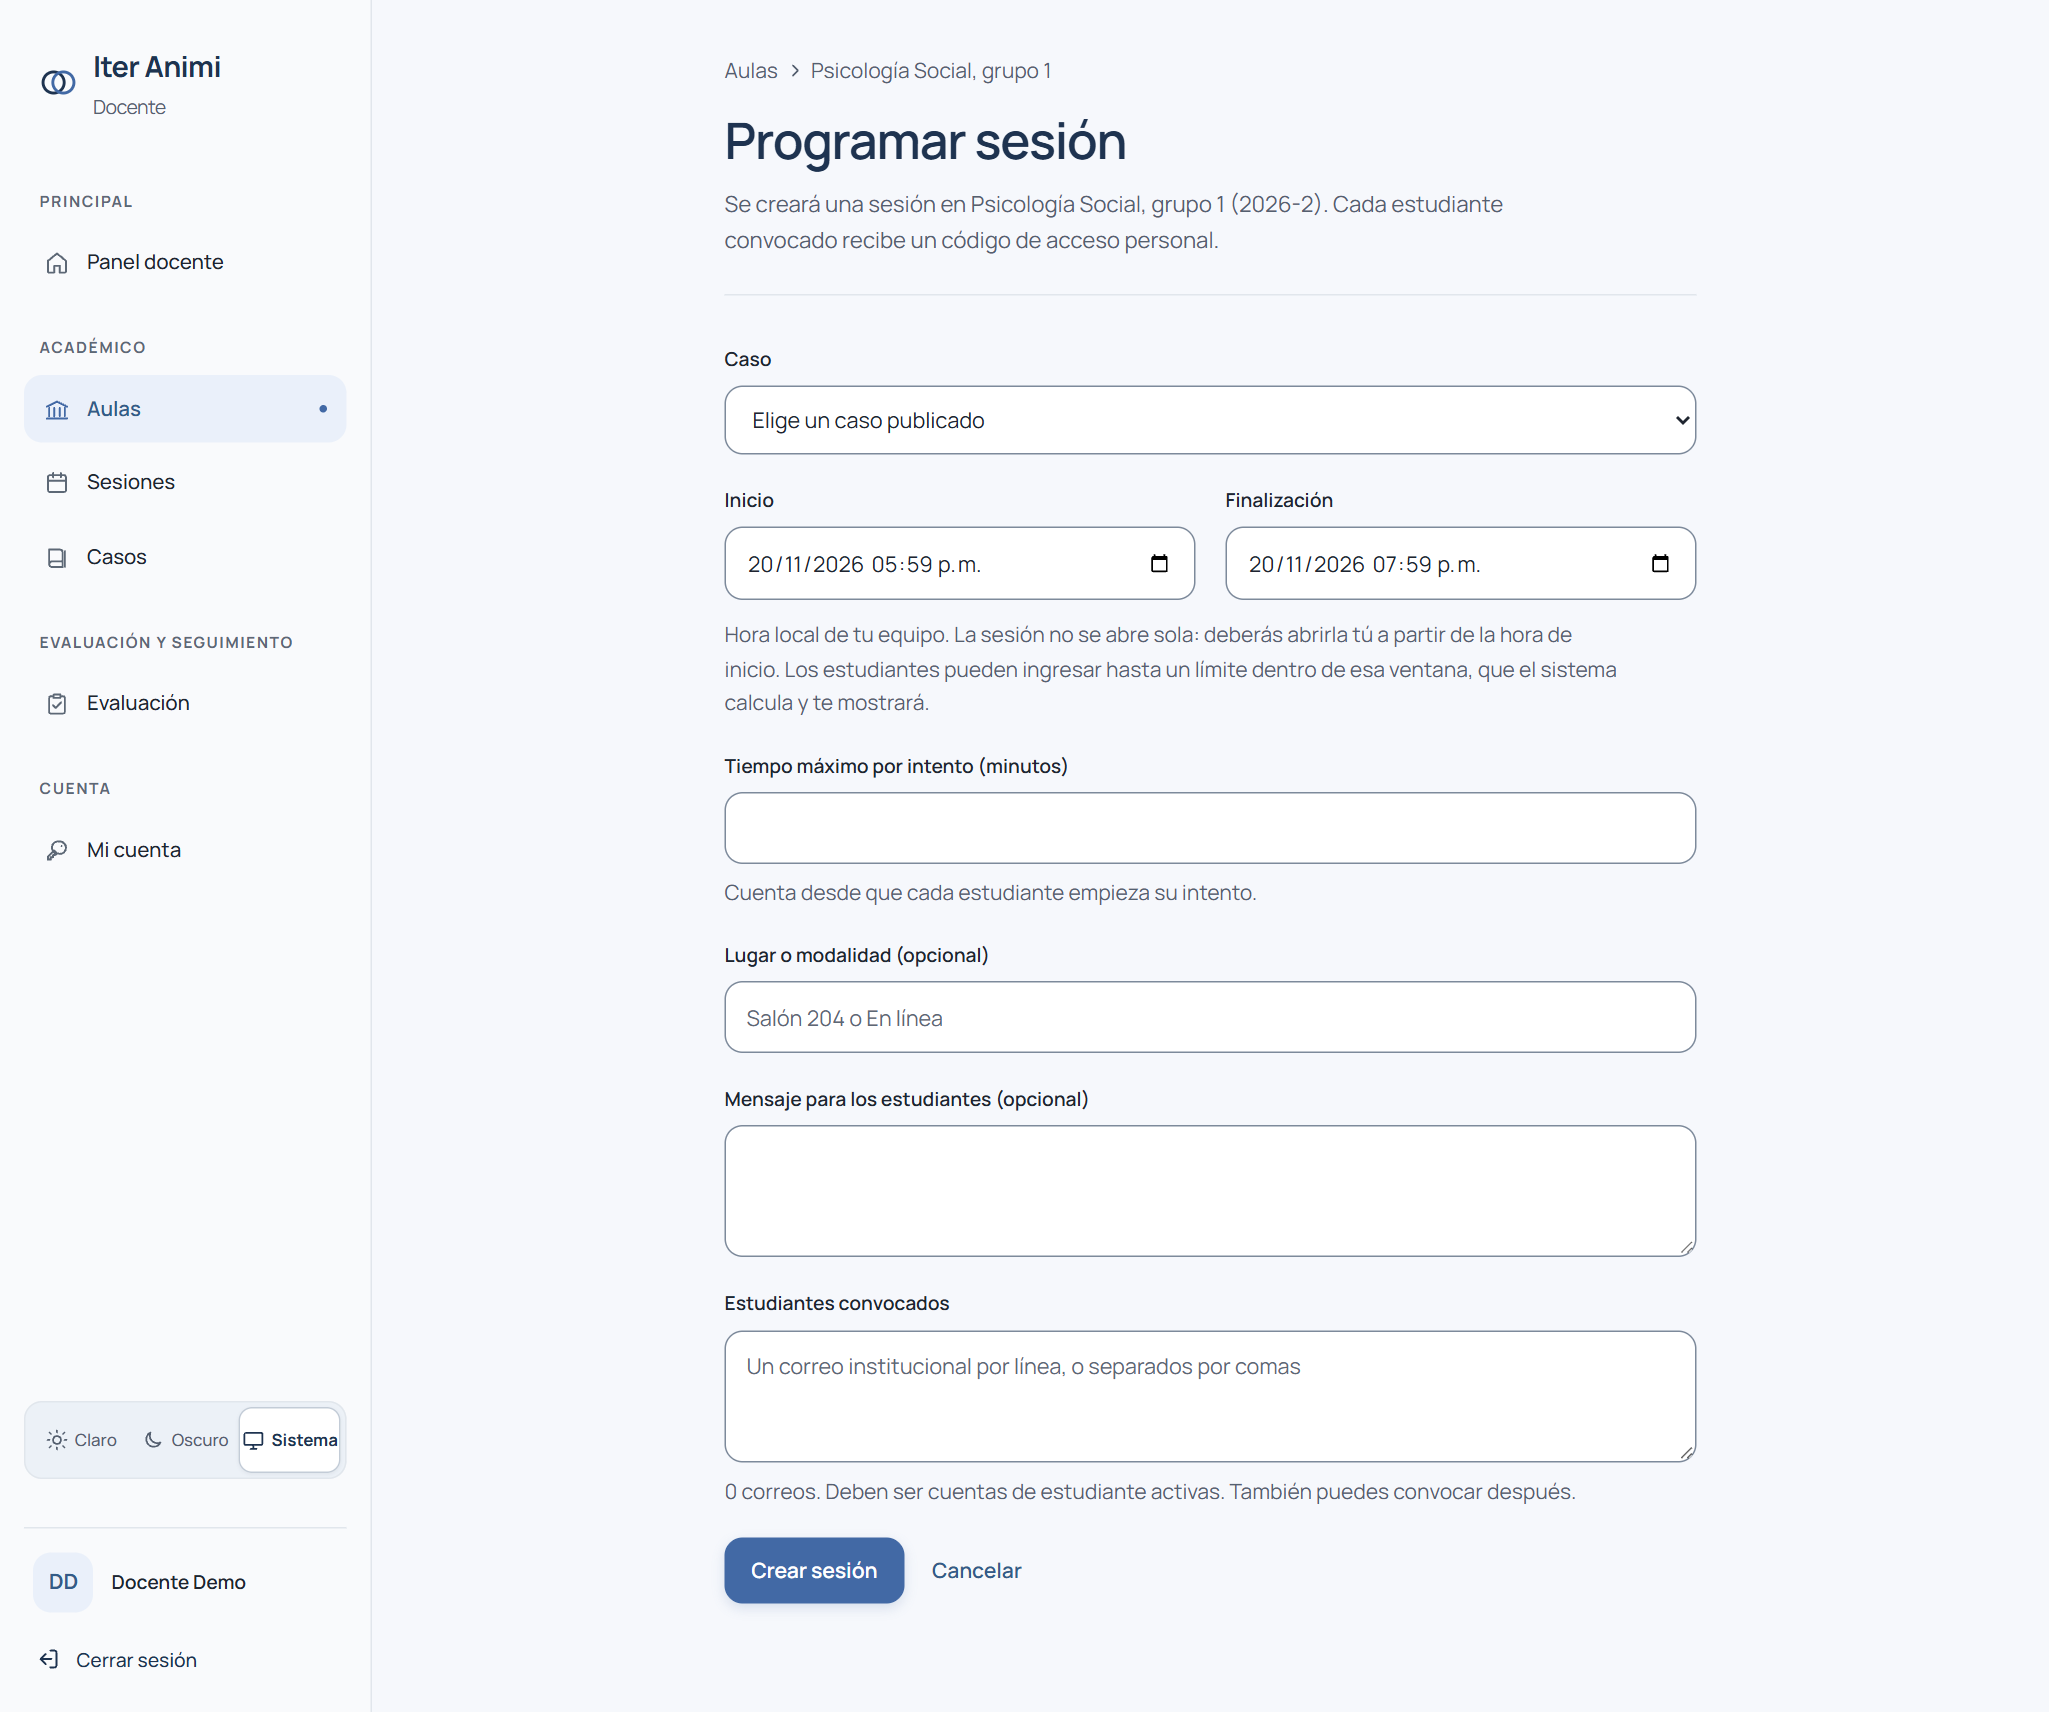 Iter Animi
Docente
PRINCIPAL
Panel docente
ACADÉMICO
Aulas
Sesiones
Casos
EVALUACIÓN Y SEGUIMIENTO
Evaluación
CUENTA
Mi cuenta
Claro
Oscuro
Sistema
DD
Docente Demo
Cerrar sesión
Aulas > Psicología Social, grupo 1
Programar sesión
Se creará una sesión en Psicología Social, grupo 1 (2026-2). Cada estudiante
convocado recibe un código de acceso personal.
Caso
Elige un caso publicado
Inicio
20/11/2026 05:59 p.m.
Finalización
20/11/2026 07:59 p.m.
Hora local de tu equipo. La sesión no se abre sola: deberás abrirla tú a partir de la hora de
inicio. Los estudiantes pueden ingresar hasta un límite dentro de esa ventana, que el sistema
calcula y te mostrará.
Tiempo máximo por intento (minutos)
Cuenta desde que cada estudiante empieza su intento.
Lugar o modalidad (opcional)
Salón 204 o En línea
Mensaje para los estudiantes (opcional)
Estudiantes convocados
Un correo institucional por línea, o separados por comas
0 correos. Deben ser cuentas de estudiante activas. También puedes convocar después.
Crear sesión
Cancelar